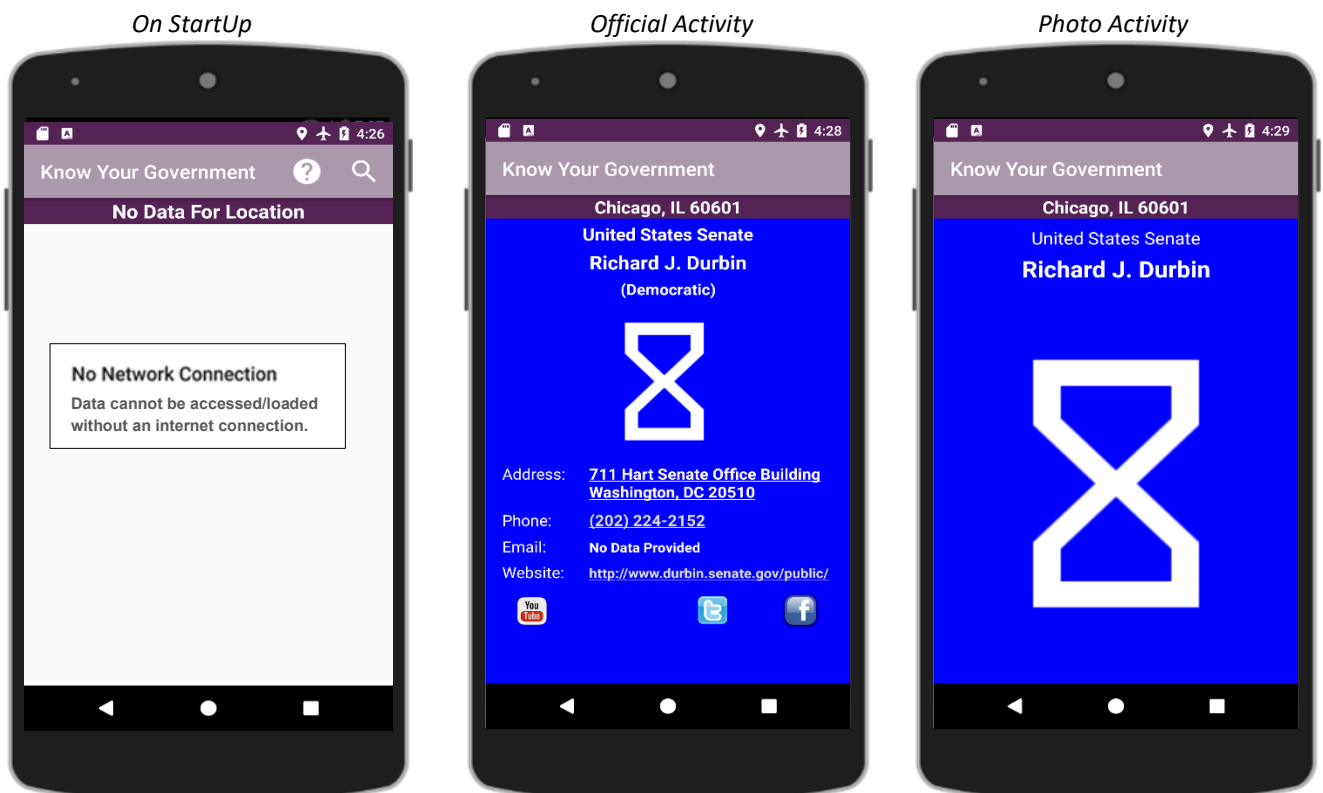 On StartUp
4:26
Know Your Government
No Data For Location
No Network Connection
Data cannot be accessed/loaded
without an internet connection.
Official Activity
4:28
Know Your Government
Chicago, IL 60601
United States Senate
Richard J. Durbin
(Democratic)
Address: 711 Hart Senate Office Building
Washington, DC 20510
Phone: (202) 224-2152
Email: No Data Provided
Website: http://www.durbin.senate.gov/public/
You
Tube
Photo Activity
4:29
Know Your Government
Chicago, IL 60601
United States Senate
Richard J. Durbin